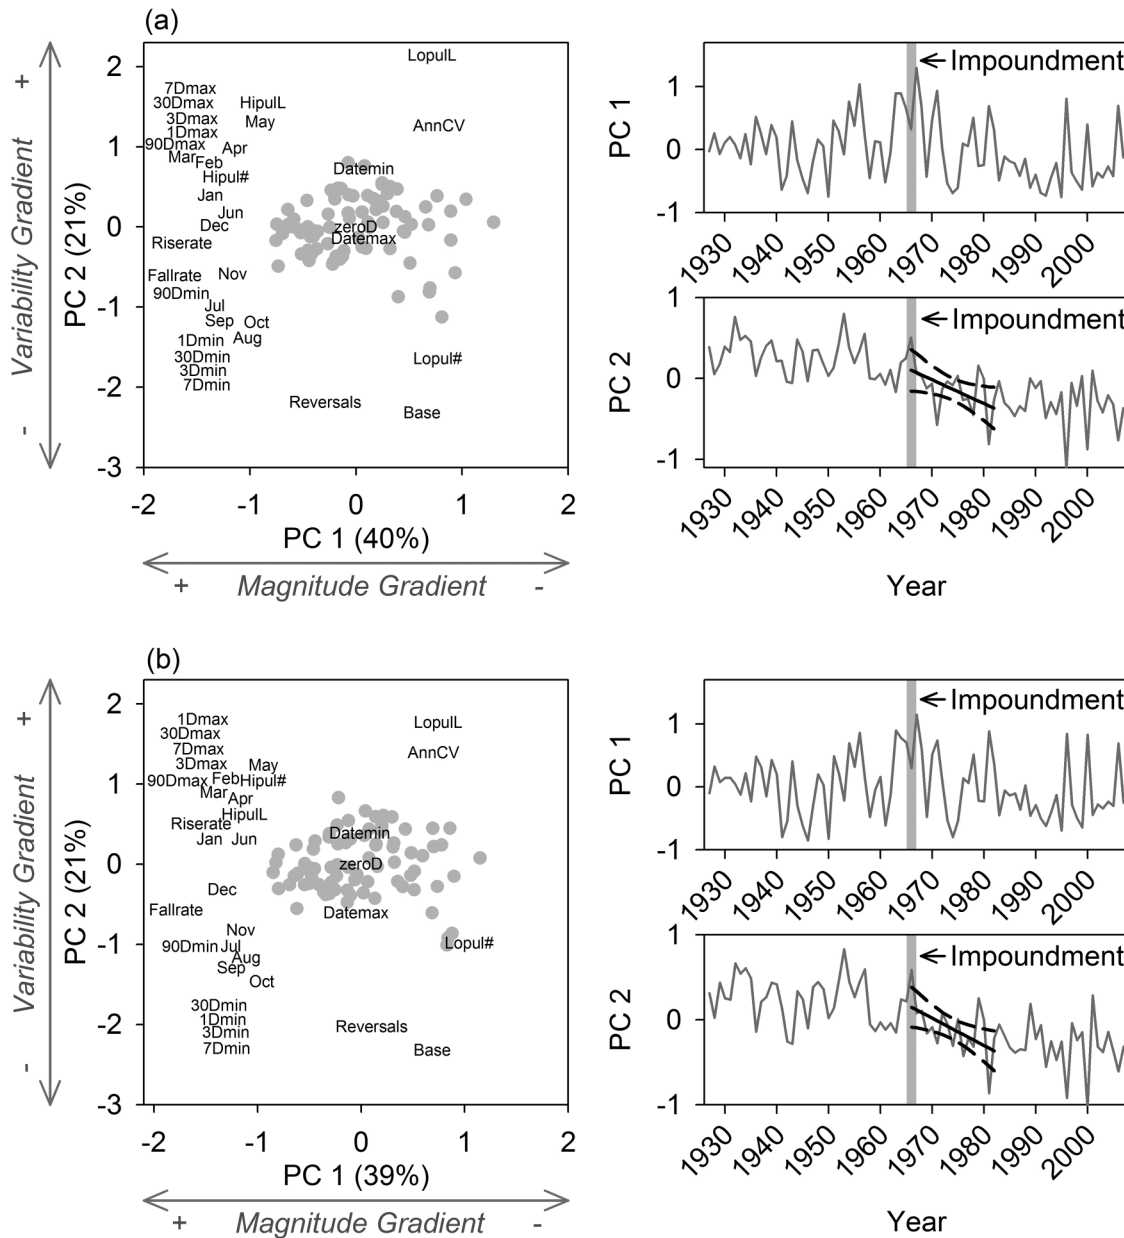 (a)
+ Variability Gradient -
PC 2 (21%)
2
1
0
-1
-2
-3
LopulL
7Dmax
30Dmax
HipulL
3Dmax
May
AnnCV
1Dmax
90Dmax
Apr
Mar
Feb
Datemin
Hipul#
Jan
Jun
Dec
zeroD
Riserate
Datemax
Fallrate
Nov
90Dmin
Jul
Sep
Oct
1Dmin
Aug
30Dmin
Lopul#
3Dmin
7Dmin
Reversals
Base
-2 -1 0 1 2
PC 1 (40%)
+ Magnitude Gradient -
PC 1
1
0
-1
Impoundment
1930 1940 1950 1960 1970 1980 1990 2000
PC 2
1
0
-1
Impoundment
1930 1940 1950 1960 1970 1980 1990 2000
Year
(b)
+ Variability Gradient -
PC 2 (21%)
2
1
0
-1
-2
-3
1Dmax
LopulL
30Dmax
7Dmax
AnnCV
3Dmax
May
90Dmax
Feb
Hipul#
Mar
Apr
HipulL
Riserate
Datemin
Jan
Jun
zeroD
Dec
Fallrate
Datemax
Nov
90Dmin
Jul
Lopul#
Aug
Sep
Oct
30Dmin
1Dmin
3Dmin
Reversals
7Dmin
Base
-2 -1 0 1 2
PC 1 (39%)
+ Magnitude Gradient -
PC 1
1
0
-1
Impoundment
1930 1940 1950 1960 1970 1980 1990 2000
PC 2
1
0
-1
Impoundment
1930 1940 1950 1960 1970 1980 1990 2000
Year